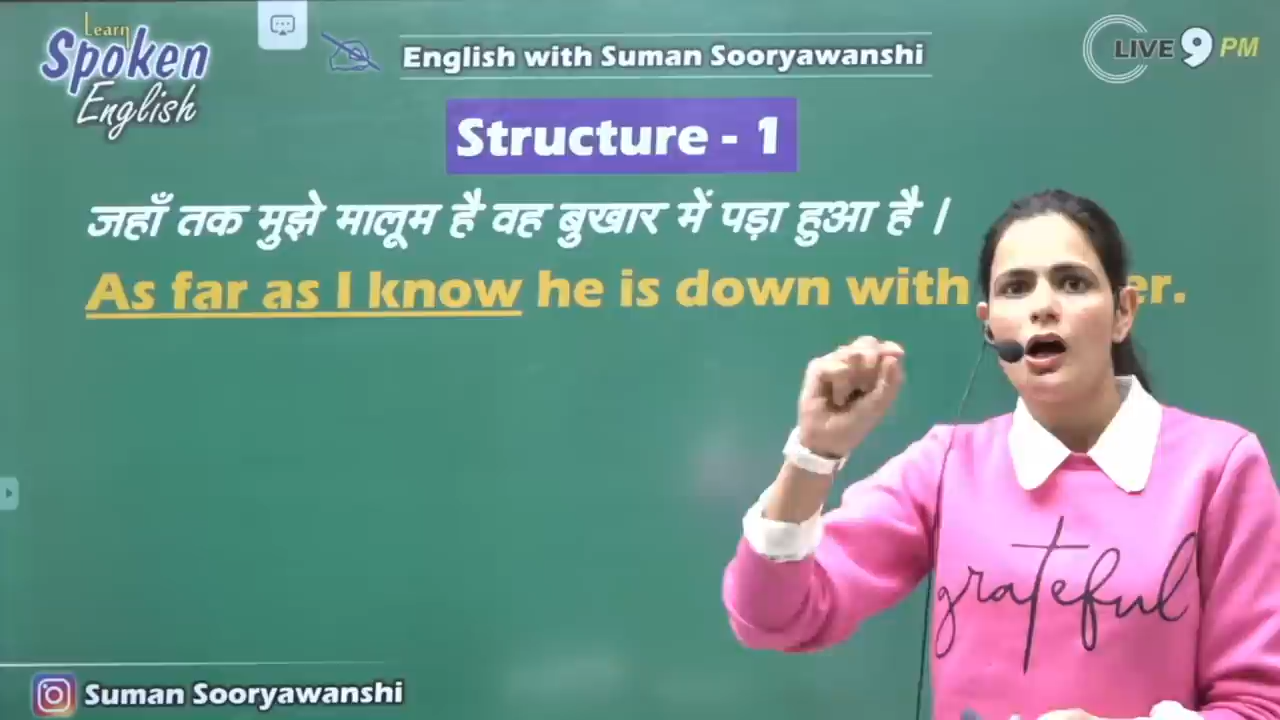 Learn
Spoken
English
English with Suman Sooryawanshi
LIVE 9 PM
Structure - 1
जहाँ तक मुझे मालूम है वह बुखार में पड़ा हुआ है ।
As far as I know he is down with
grateful
Suman Sooryawanshi